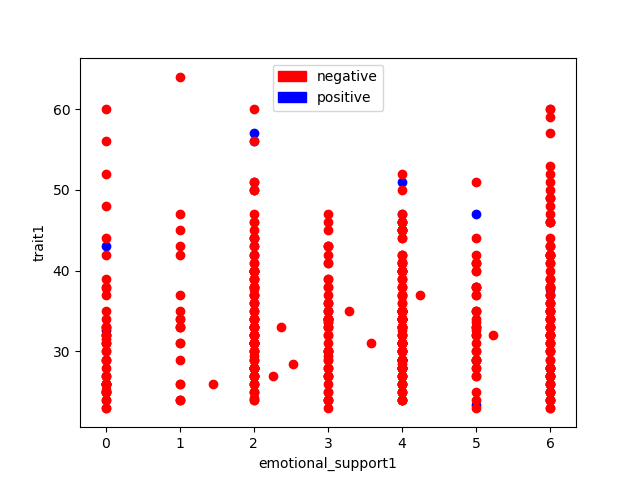 negative
positive
60
50
40
30
trait1
0 1 2 3 4 5 6
emotional_support1